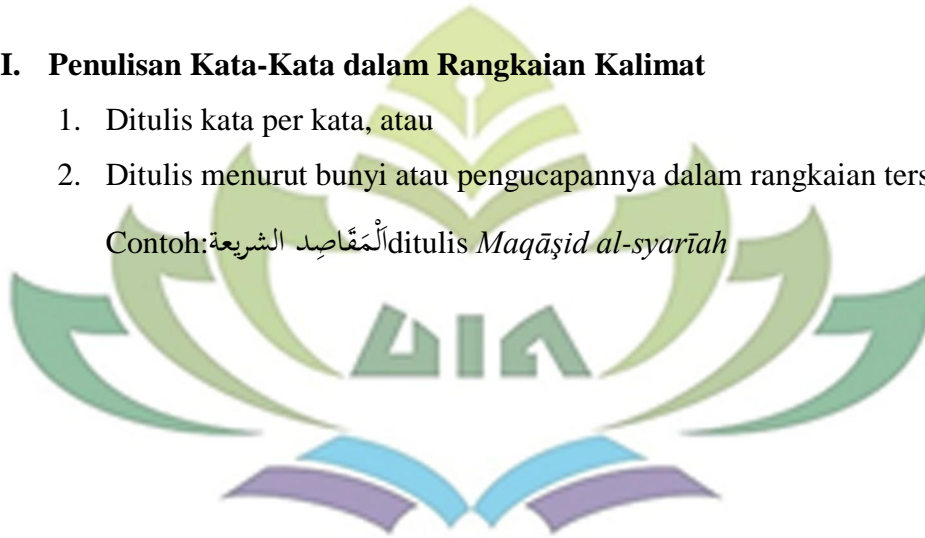 I. Penulisan Kata-Kata dalam Rangkaian Kalimat
1. Ditulis kata per kata, atau
2. Ditulis menurut bunyi atau pengucapannya dalam rangkaian ters
Contoh:اَلْمَقَاصِد الشريعةditulis Maqāşid al-syarīah
UIN